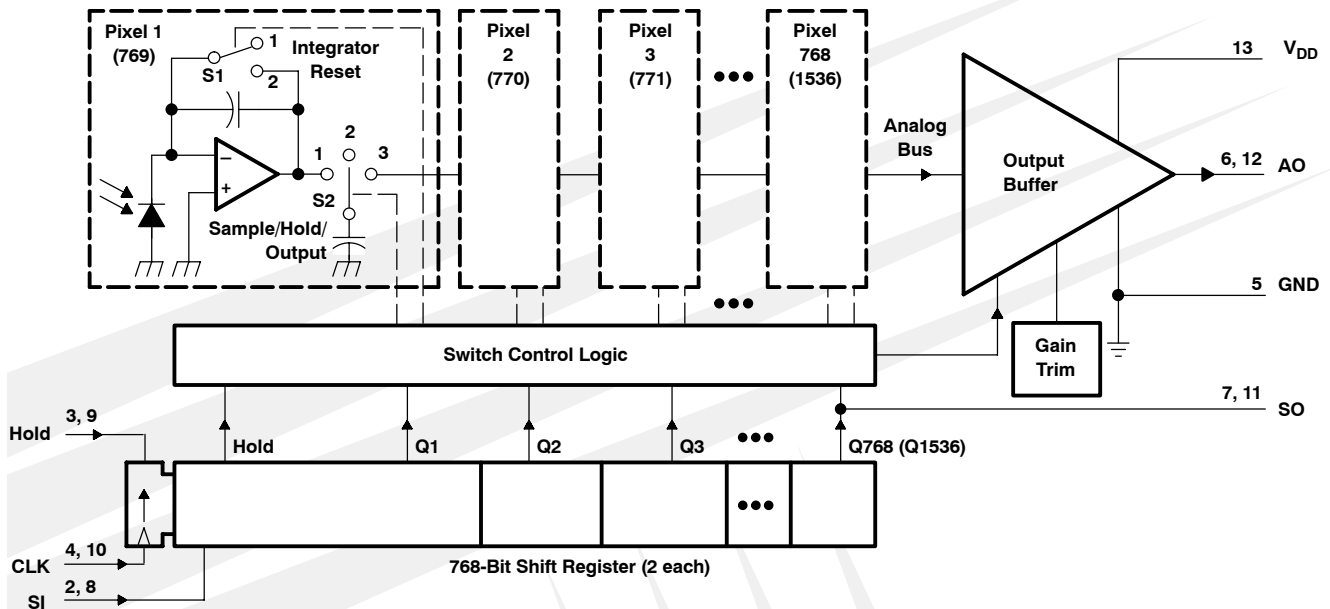 Pixel 1
(769)
1
Integrator
Reset
S1
2
−
+
1
2
3
S2
Sample/Hold/
Output
Pixel
2
(770)
Pixel
3
(771)
Pixel
768
(1536)
Analog
Bus
Output
Buffer
13
VDD
6, 12
AO
5
GND
Gain
Trim
7, 11
SO
Switch Control Logic
3, 9
Hold
Hold
Q1
Q2
Q3
Q768 (Q1536)
4, 10
CLK
2, 8
SI
768-Bit Shift Register (2 each)